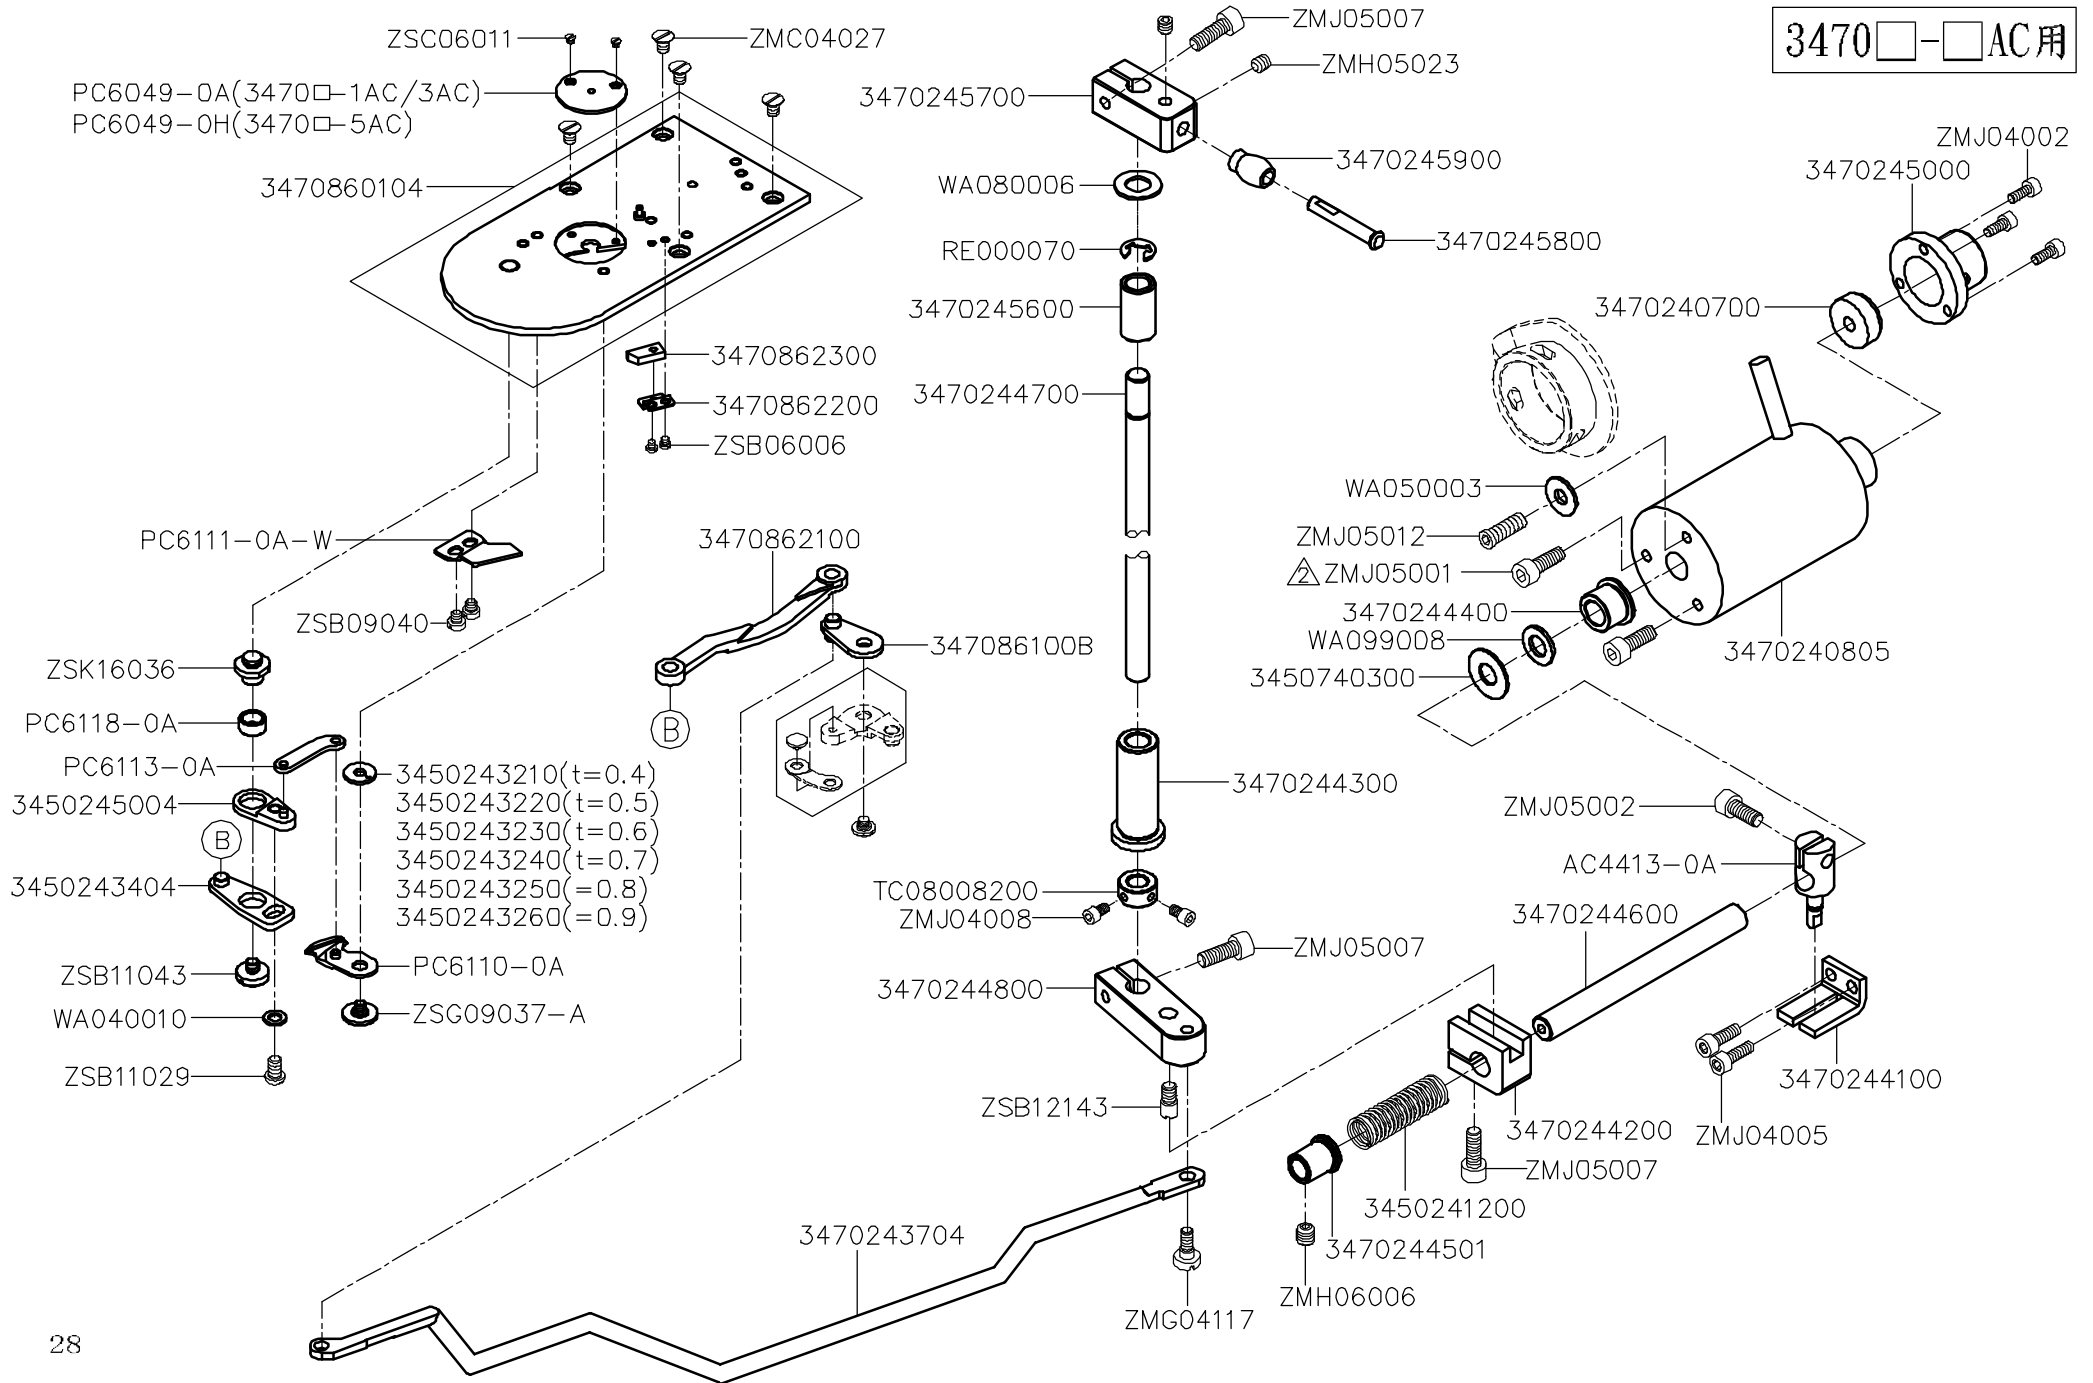 3470□-□AC用
ZSC06011
ZMC04027
PC6049-0A(3470□-1AC/3AC)
PC6049-0H(3470□-5AC)
3470860104
3470862300
3470862200
ZSB06006
PC6111-0A-W
ZSB09040
ZSK16036
PC6118-0A
PC6113-0A
3450245004
B
3450243404
ZSB11043
WA040010
ZSB11029
3450243210(t=0.4)
3450243220(t=0.5)
3450243230(t=0.6)
3450243240(t=0.7)
3450243250(=0.8)
3450243260(=0.9)
PC6110-0A
ZSG09037-A
3470862100
347086100B
B
ZMJ05007
ZMH05023
3470245700
3470245900
WA080006
3470245800
RE000070
3470245600
3470244700
3470244300
TC08008200
ZMJ04008
ZMJ05007
3470244800
ZSB12143
3470243704
ZMG04117
ZMJ04002
3470245000
3470240700
WA050003
ZMJ05012
2 ZMJ05001
3470244400
WA099008
3450740300
3470240805
ZMJ05002
AC4413-0A
3470244600
3470244100
ZMJ04005
3470244200
ZMJ05007
3450241200
3470244501
ZMH06006
28